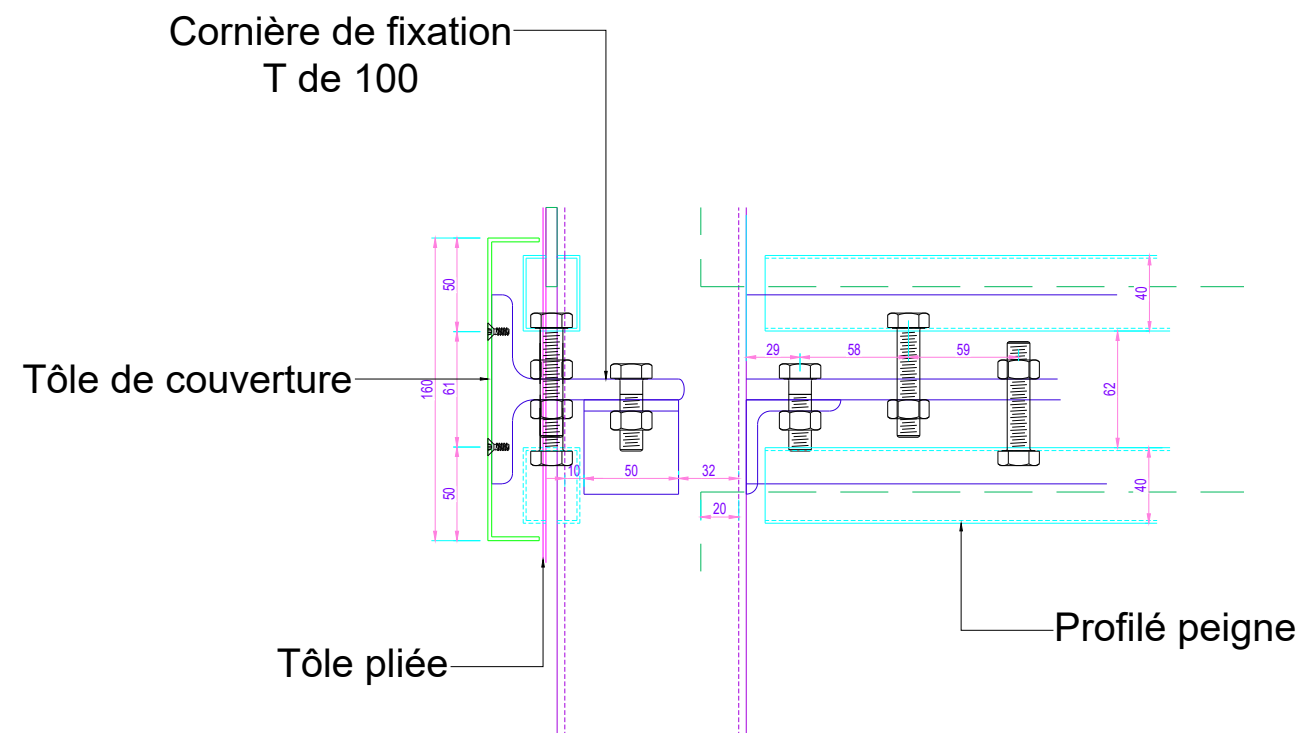 Cornière de fixation
T de 100
40
50
29
58
59
Tôle de couverture
160
61
62
10
50
32
50
40
20
Profilé peigne
Tôle pliée